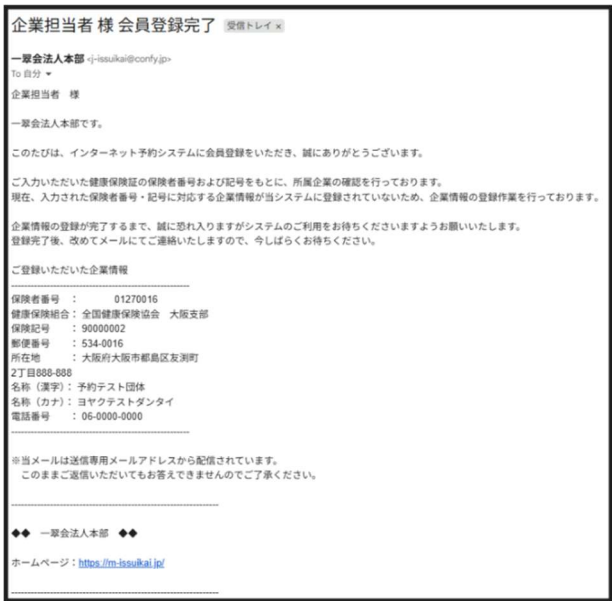 企業担当者 様 会員登録完了 受信トレイ ×
一翠会法人本部 <j-issuikai@confy.jp>
To 自分
企業担当者　様
一翠会法人本部です。
このたびは、インターネット予約システムに会員登録をいただき、誠にありがとうございます。
ご入力いただいた健康保険証の保険者番号および記号をもとに、所属企業の確認を行っております。
現在、入力された保険者番号・記号に対応する企業情報が当システムに登録されていないため、企業情報の登録作業を行っております。
企業情報の登録が完了するまで、誠に恐れ入りますがシステムのご利用をお待ちくださいますようお願いいたします。
登録完了後、改めてメールにてご連絡いたしますので、今しばらくお待ちください。
ご登録いただいた企業情報
--------------------------------------------------
保険者番号　：　　　01270016
健康保険組合： 全国健康保険協会　大阪支部
保険記号　　： 90000002
郵便番号　　： 534-0016
所在地　　　： 大阪府大阪市都島区友渕町
2丁目888-888
名称（漢字）： 予約テスト団体
名称（カナ）： ヨヤクテストダンタイ
電話番号　　： 06-0000-0000
--------------------------------------------------
※当メールは送信専用メールアドレスから配信されています。
このままご返信いただいてもお答えできませんのでご了承ください。
--------------------------------------------------
◆◆　一翠会法人本部　◆◆
ホームページ：https://m-issuikai.jp/
--------------------------------------------------